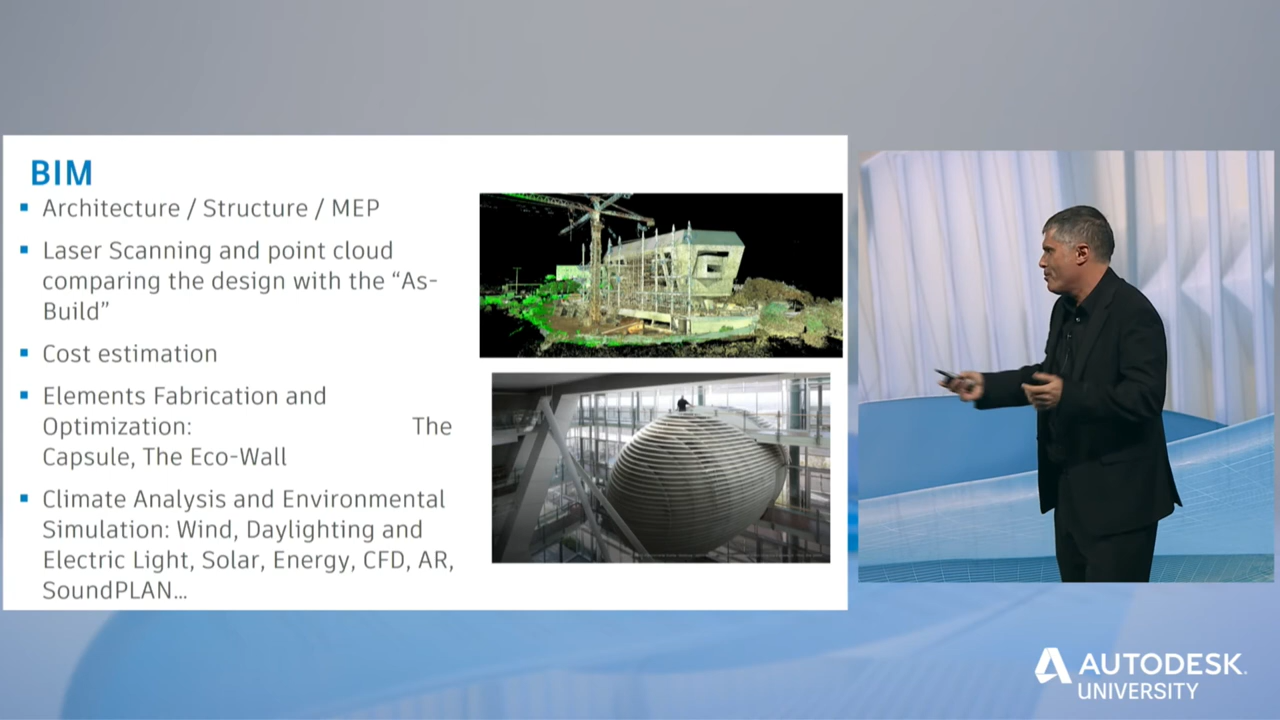 BIM
Architecture / Structure / MEP
Laser Scanning and point cloud
comparing the design with the “As-
Build”
Cost estimation
Elements Fabrication and
Optimization: The
Capsule, The Eco-Wall
Climate Analysis and Environmental
Simulation: Wind, Daylighting and
Electric Light, Solar, Energy, CFD, AR,
SoundPLAN...
AUTODESK.
UNIVERSITY